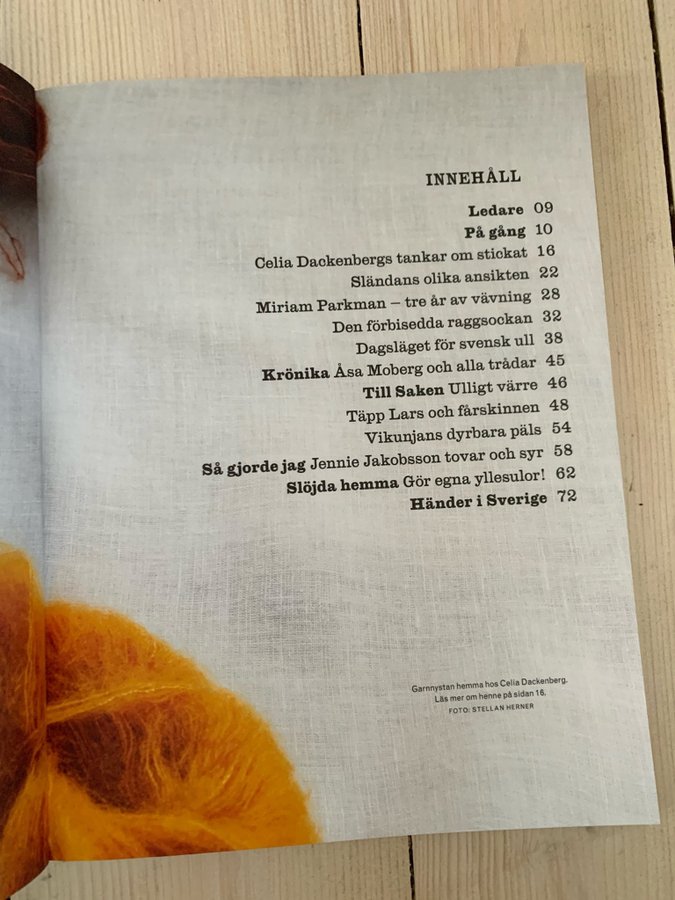 INNEHÅLL
Ledare 09
På gång 10
Celia Dackenbergs tankar om stickat 16
Sländans olika ansikten 22
Miriam Parkman – tre år av vävning 28
Den förbisedda raggsockan 32
Dagsläget för svensk ull 38
Krönika Åsa Moberg och alla trådar 45
Till Saken Ulligt värre 46
Täpp Lars och fårskinnen 48
Vikunjans dyrbara päls 54
Så gjorde jag Jennie Jakobsson tovar och syr 58
Slöjda hemma Gör egna yllesulor! 62
Händer i Sverige 72
Garnnystan hemma hos Celia Dackenberg.
Läs mer om henne på sidan 16.
FOTO: STELLAN HERNER